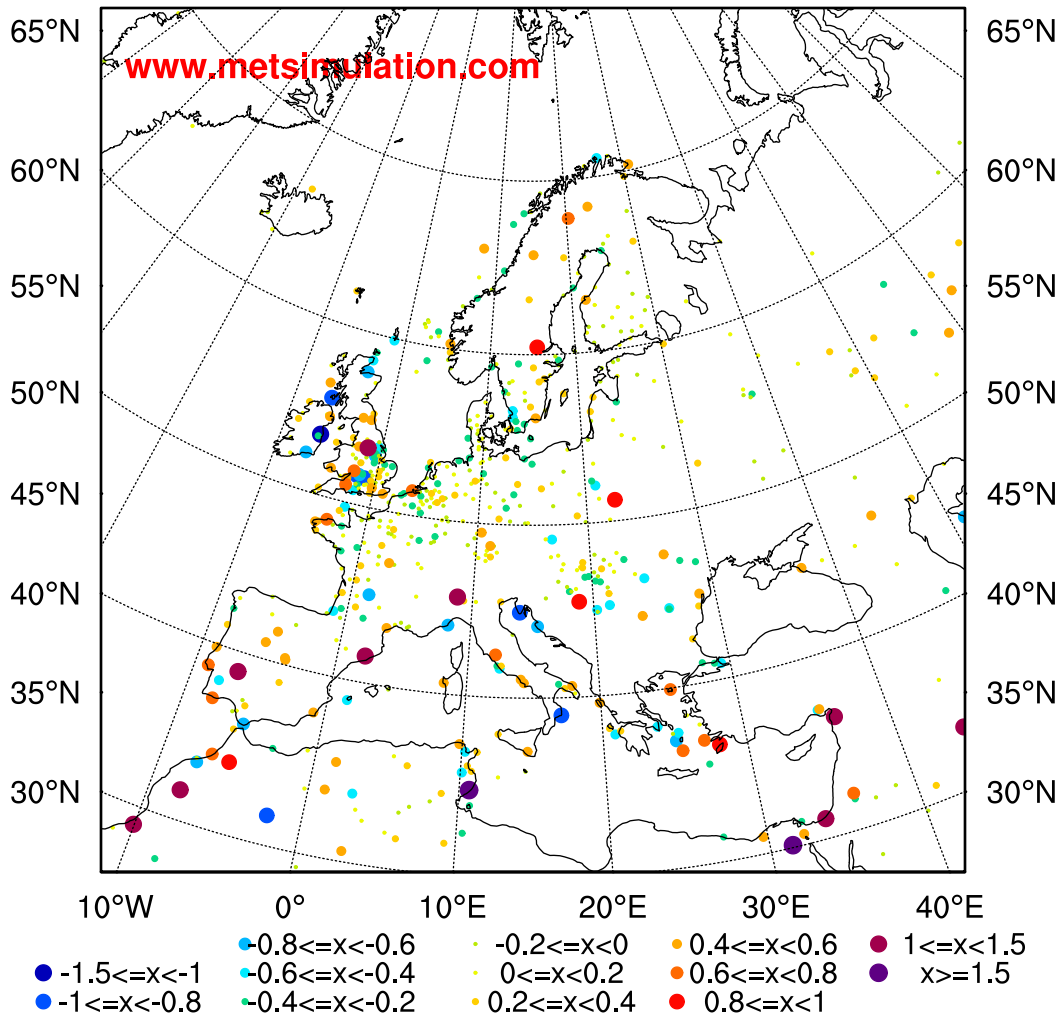 65°N 65°N
www.metsimulation.com
60°N 60°N
55°N 55°N
50°N 50°N
45°N 45°N
40°N 40°N
35°N 35°N
30°N 30°N
10°W 0° 10°E 20°E 30°E 40°E
-0.8<=x<-0.6 -0.2<=x<0 0.4<=x<0.6 1<=x<1.5
-1.5<=x<-1 -0.6<=x<-0.4 0<=x<0.2 0.6<=x<0.8 x>=1.5
-1<=x<-0.8 -0.4<=x<-0.2 0.2<=x<0.4 0.8<=x<1